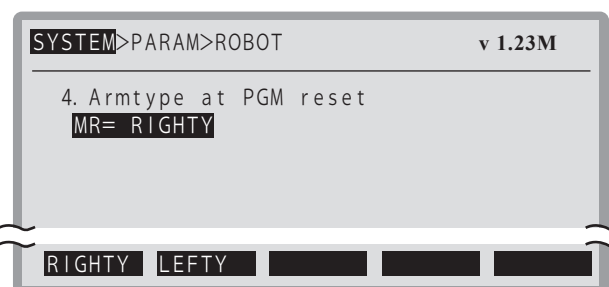 SYSTEM>PARAM>ROBOT v 1.23M
4. Armtype at PGM reset
MR= RIGHTY
RIGHTY LEFTY